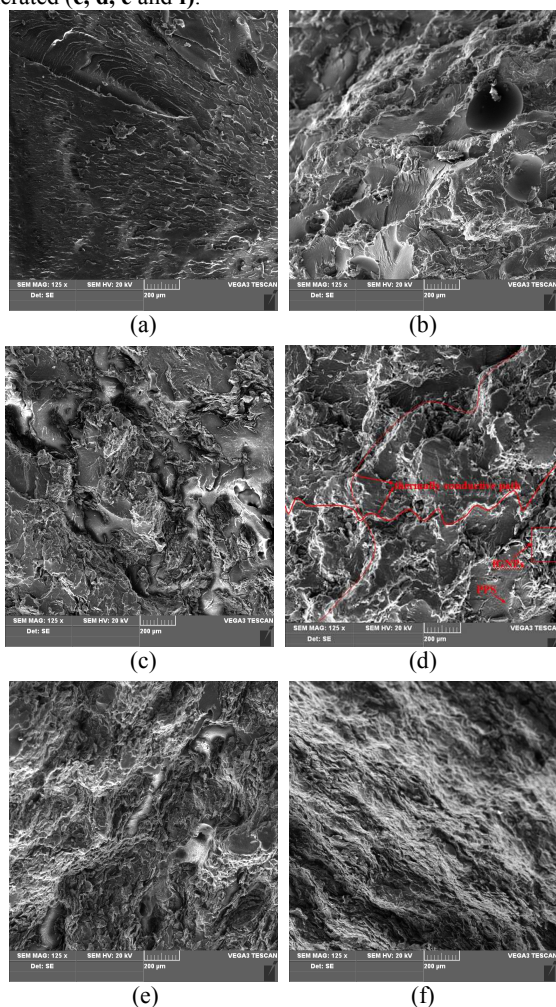 erated (c, d, e and f).
SEM MAG: 125 x SEM HV: 20 kV VEGA3 TESCAN
Det: SE 200 µm
SEM MAG: 125 x SEM HV: 20 kV VEGA3 TESCAN
Det: SE 200 µm
(a) (b)
thermally conductive path
PPS
SEM MAG: 125 x SEM HV: 20 kV VEGA3 TESCAN
Det: SE 200 µm
SEM MAG: 125 x SEM HV: 20 kV VEGA3 TESCAN
Det: SE 200 µm
(c) (d)
SEM MAG: 125 x SEM HV: 20 kV VEGA3 TESCAN
Det: SE 200 µm
SEM MAG: 125 x SEM HV: 20 kV VEGA3 TESCAN
Det: SE 200 µm
(e) (f)